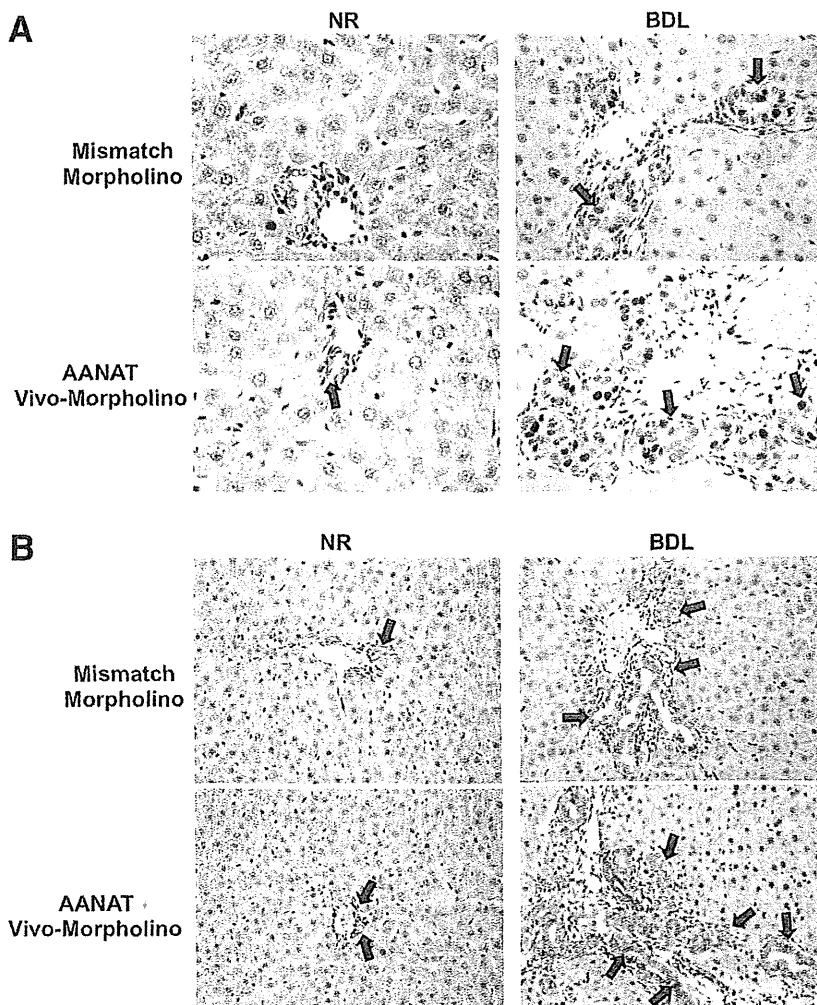 A
NR
BDL
Mismatch
Morpholino
AANAT
Vivo-Morpholino
B
NR
BDL
Mismatch
Morpholino
AANAT
Vivo-Morpholino